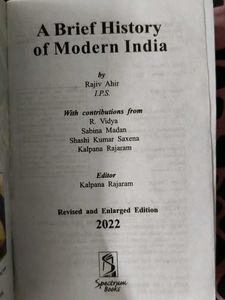 A Brief History
of Modern India
by
Rajiv Ahir
I.P.S.
With contributions from
R. Vidya
Sabina Madan
Shashi Kumar Saxena
Kalpana Rajaram
Editor
Kalpana Rajaram
Revised and Enlarged Edition
2022
Spectrum
Books